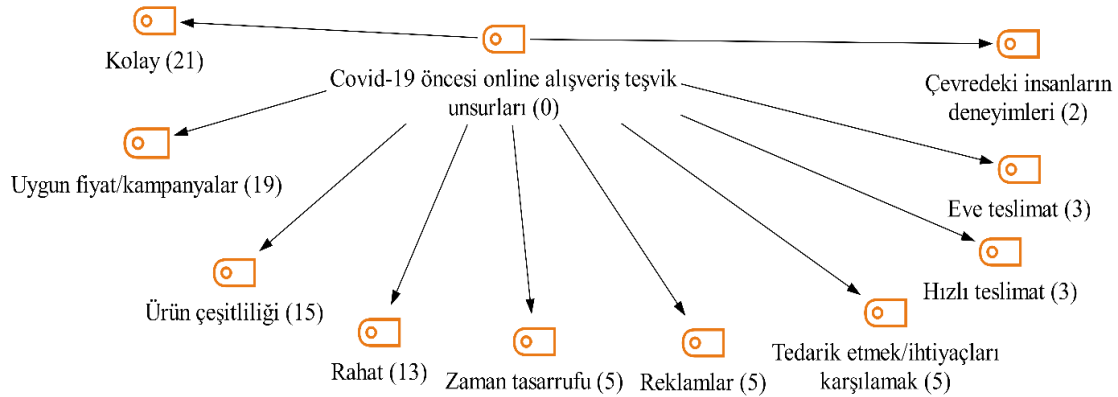 Kolay (21)
Covid-19 öncesi online alışveriş teşvik
unsurları (0)
Çevredeki insanların
deneyimleri (2)
Uygun fiyat/kampanyalar (19)
Eve teslimat (3)
Ürün çeşitliliği (15)
Hızlı teslimat (3)
Rahat (13)
Zaman tasarrufu (5)
Reklamlar (5)
Tedarik etmek/ihtiyaçları
karşılamak (5)